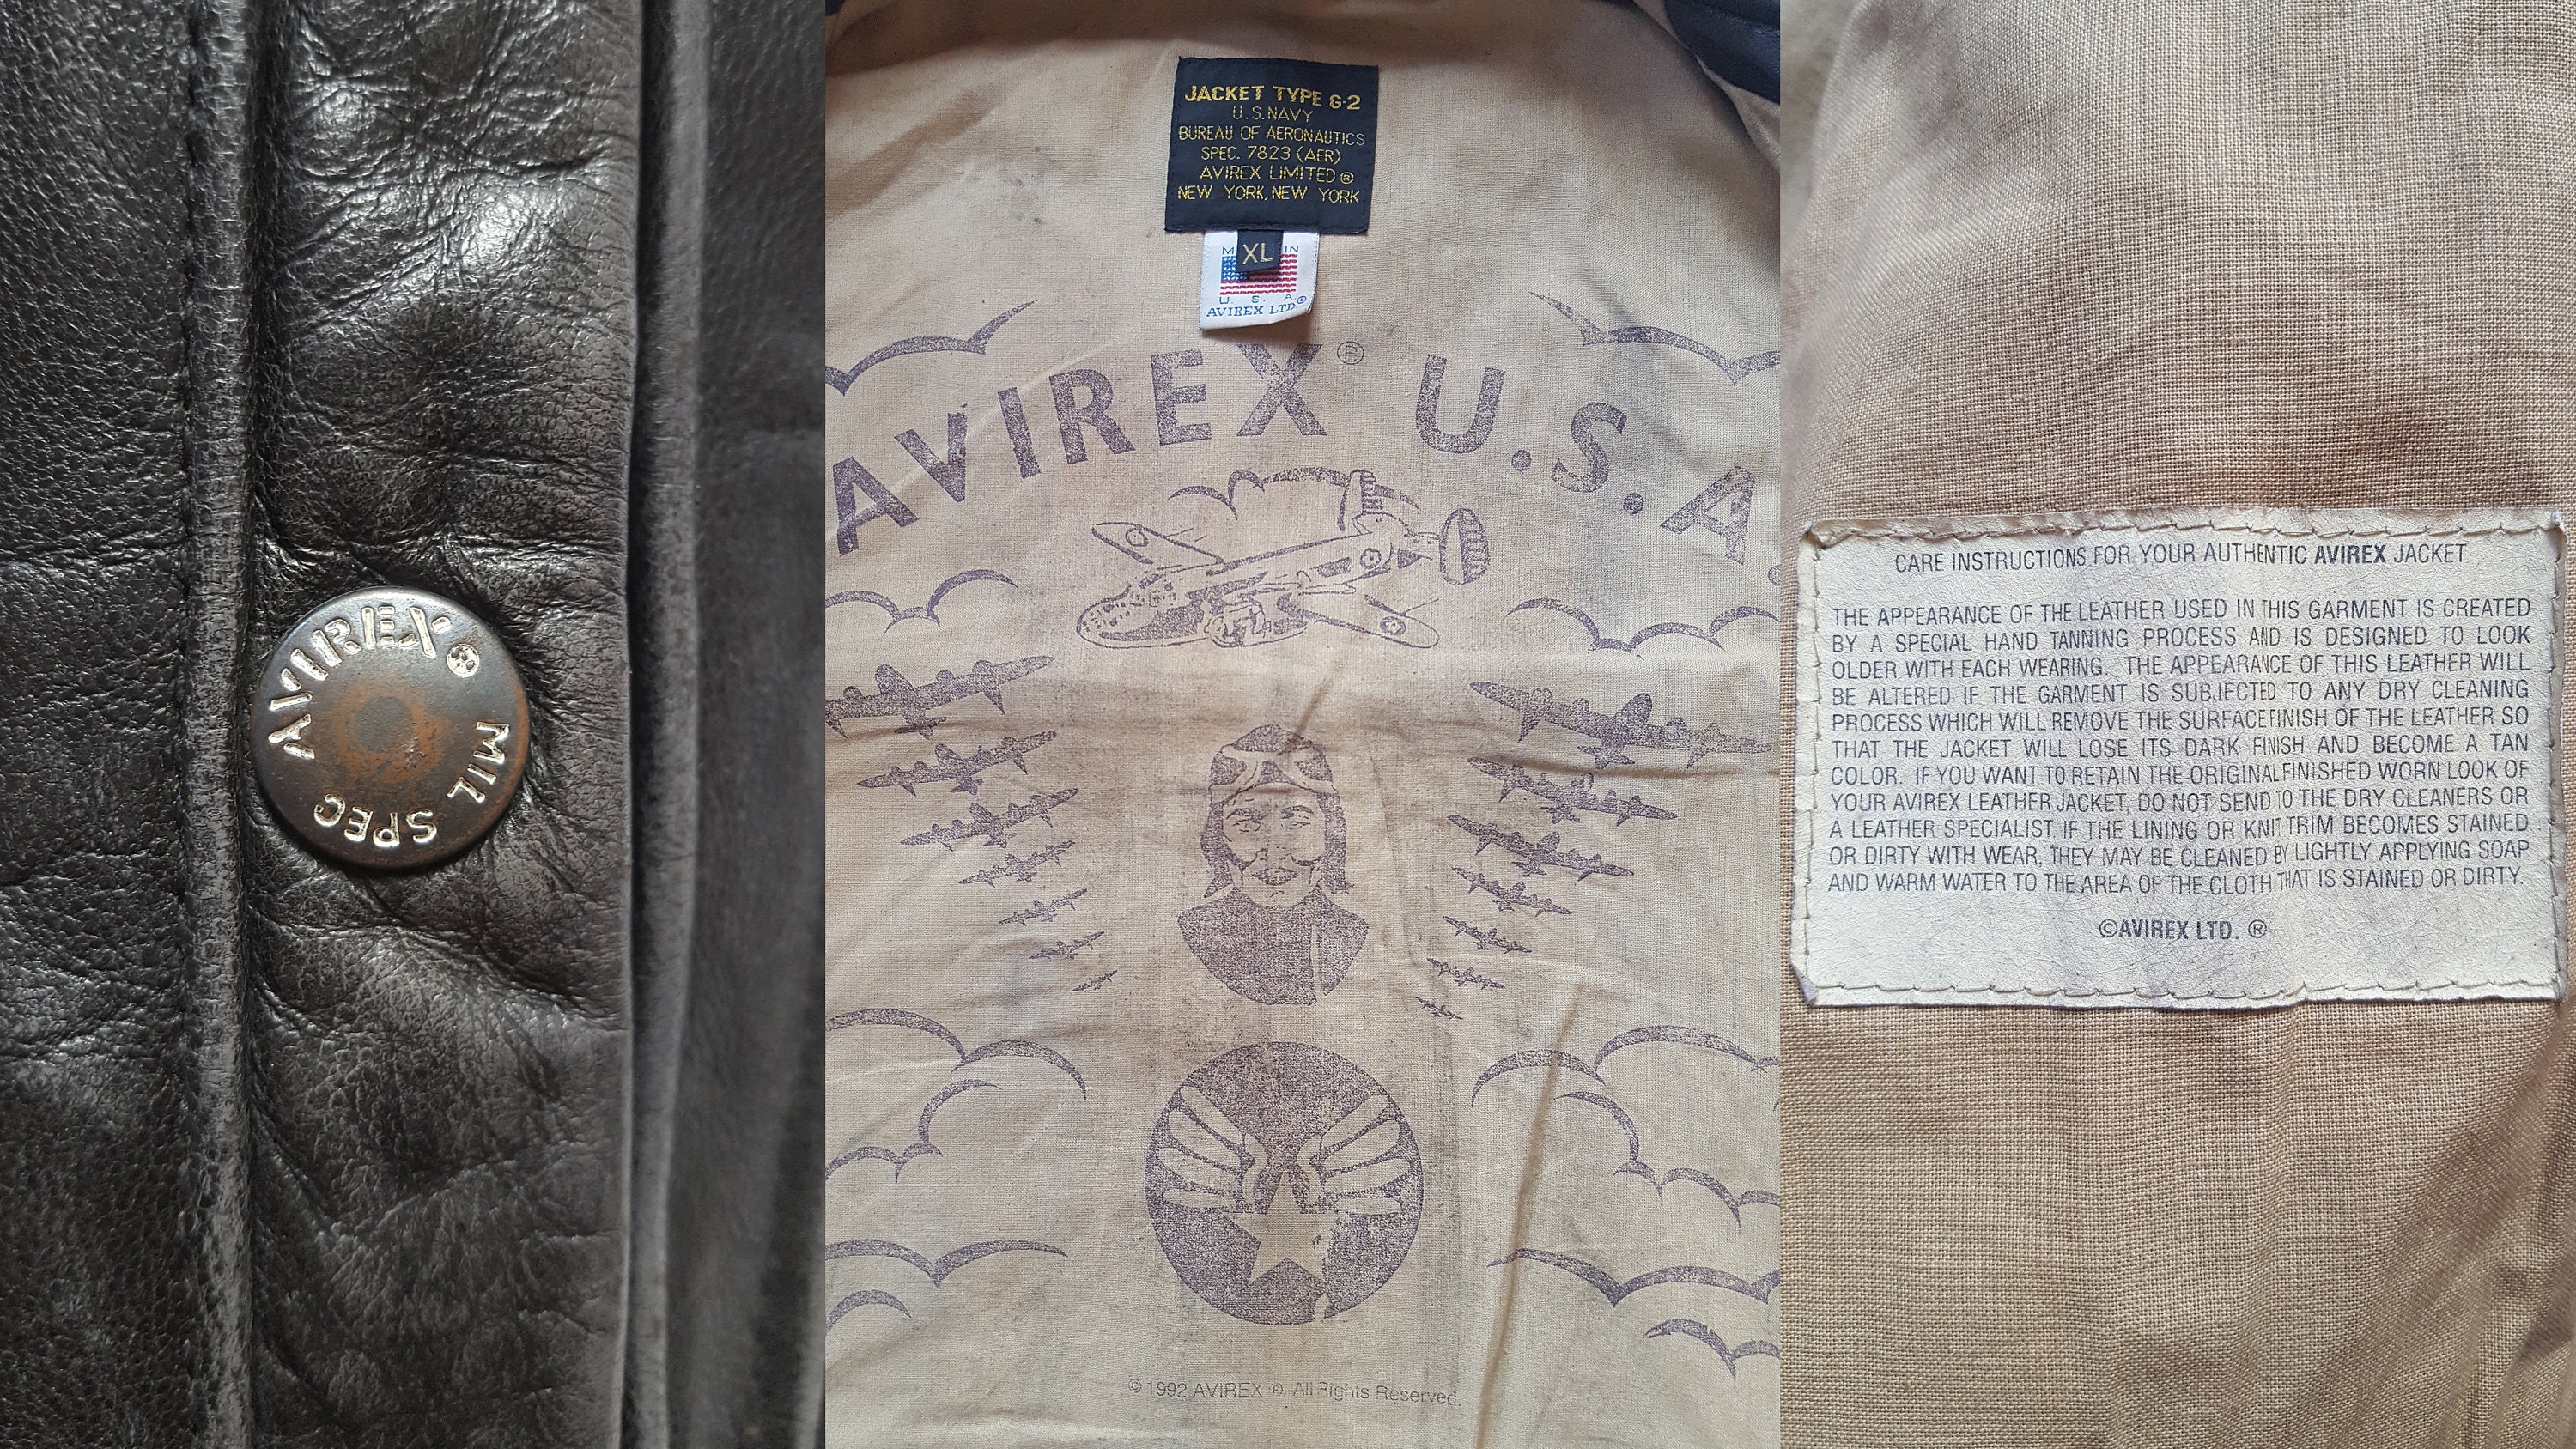 AVIREX®
MIL SPEC
JACKET TYPE G-2
U.S.NAVY
BUREAU OF AERONAUTICS
SPEC. 7823 (AER)
AVIREX LIMITED ®
NEW YORK, NEW YORK
XL
M IN
U. S. A.
AVIREX LTD®
AVIREX® U.S.A.
© 1992 AVIREX ®. All Rights Reserved.
CARE INSTRUCTIONS FOR YOUR AUTHENTIC AVIREX JACKET
THE APPEARANCE OF THE LEATHER USED IN THIS GARMENT IS CREATED
BY A SPECIAL HAND TANNING PROCESS AND IS DESIGNED TO LOOK
OLDER WITH EACH WEARING. THE APPEARANCE OF THIS LEATHER WILL
BE ALTERED IF THE GARMENT IS SUBJECTED TO ANY DRY CLEANING
PROCESS WHICH WILL REMOVE THE SURFACE FINISH OF THE LEATHER SO
THAT THE JACKET WILL LOSE ITS DARK FINISH AND BECOME A TAN
COLOR. IF YOU WANT TO RETAIN THE ORIGINAL FINISHED WORN LOOK OF
YOUR AVIREX LEATHER JACKET, DO NOT SEND TO THE DRY CLEANERS OR
A LEATHER SPECIALIST. IF THE LINING OR KNIT TRIM BECOMES STAINED
OR DIRTY WITH WEAR, THEY MAY BE CLEANED BY LIGHTLY APPLYING SOAP
AND WARM WATER TO THE AREA OF THE CLOTH THAT IS STAINED OR DIRTY.
©AVIREX LTD. ®